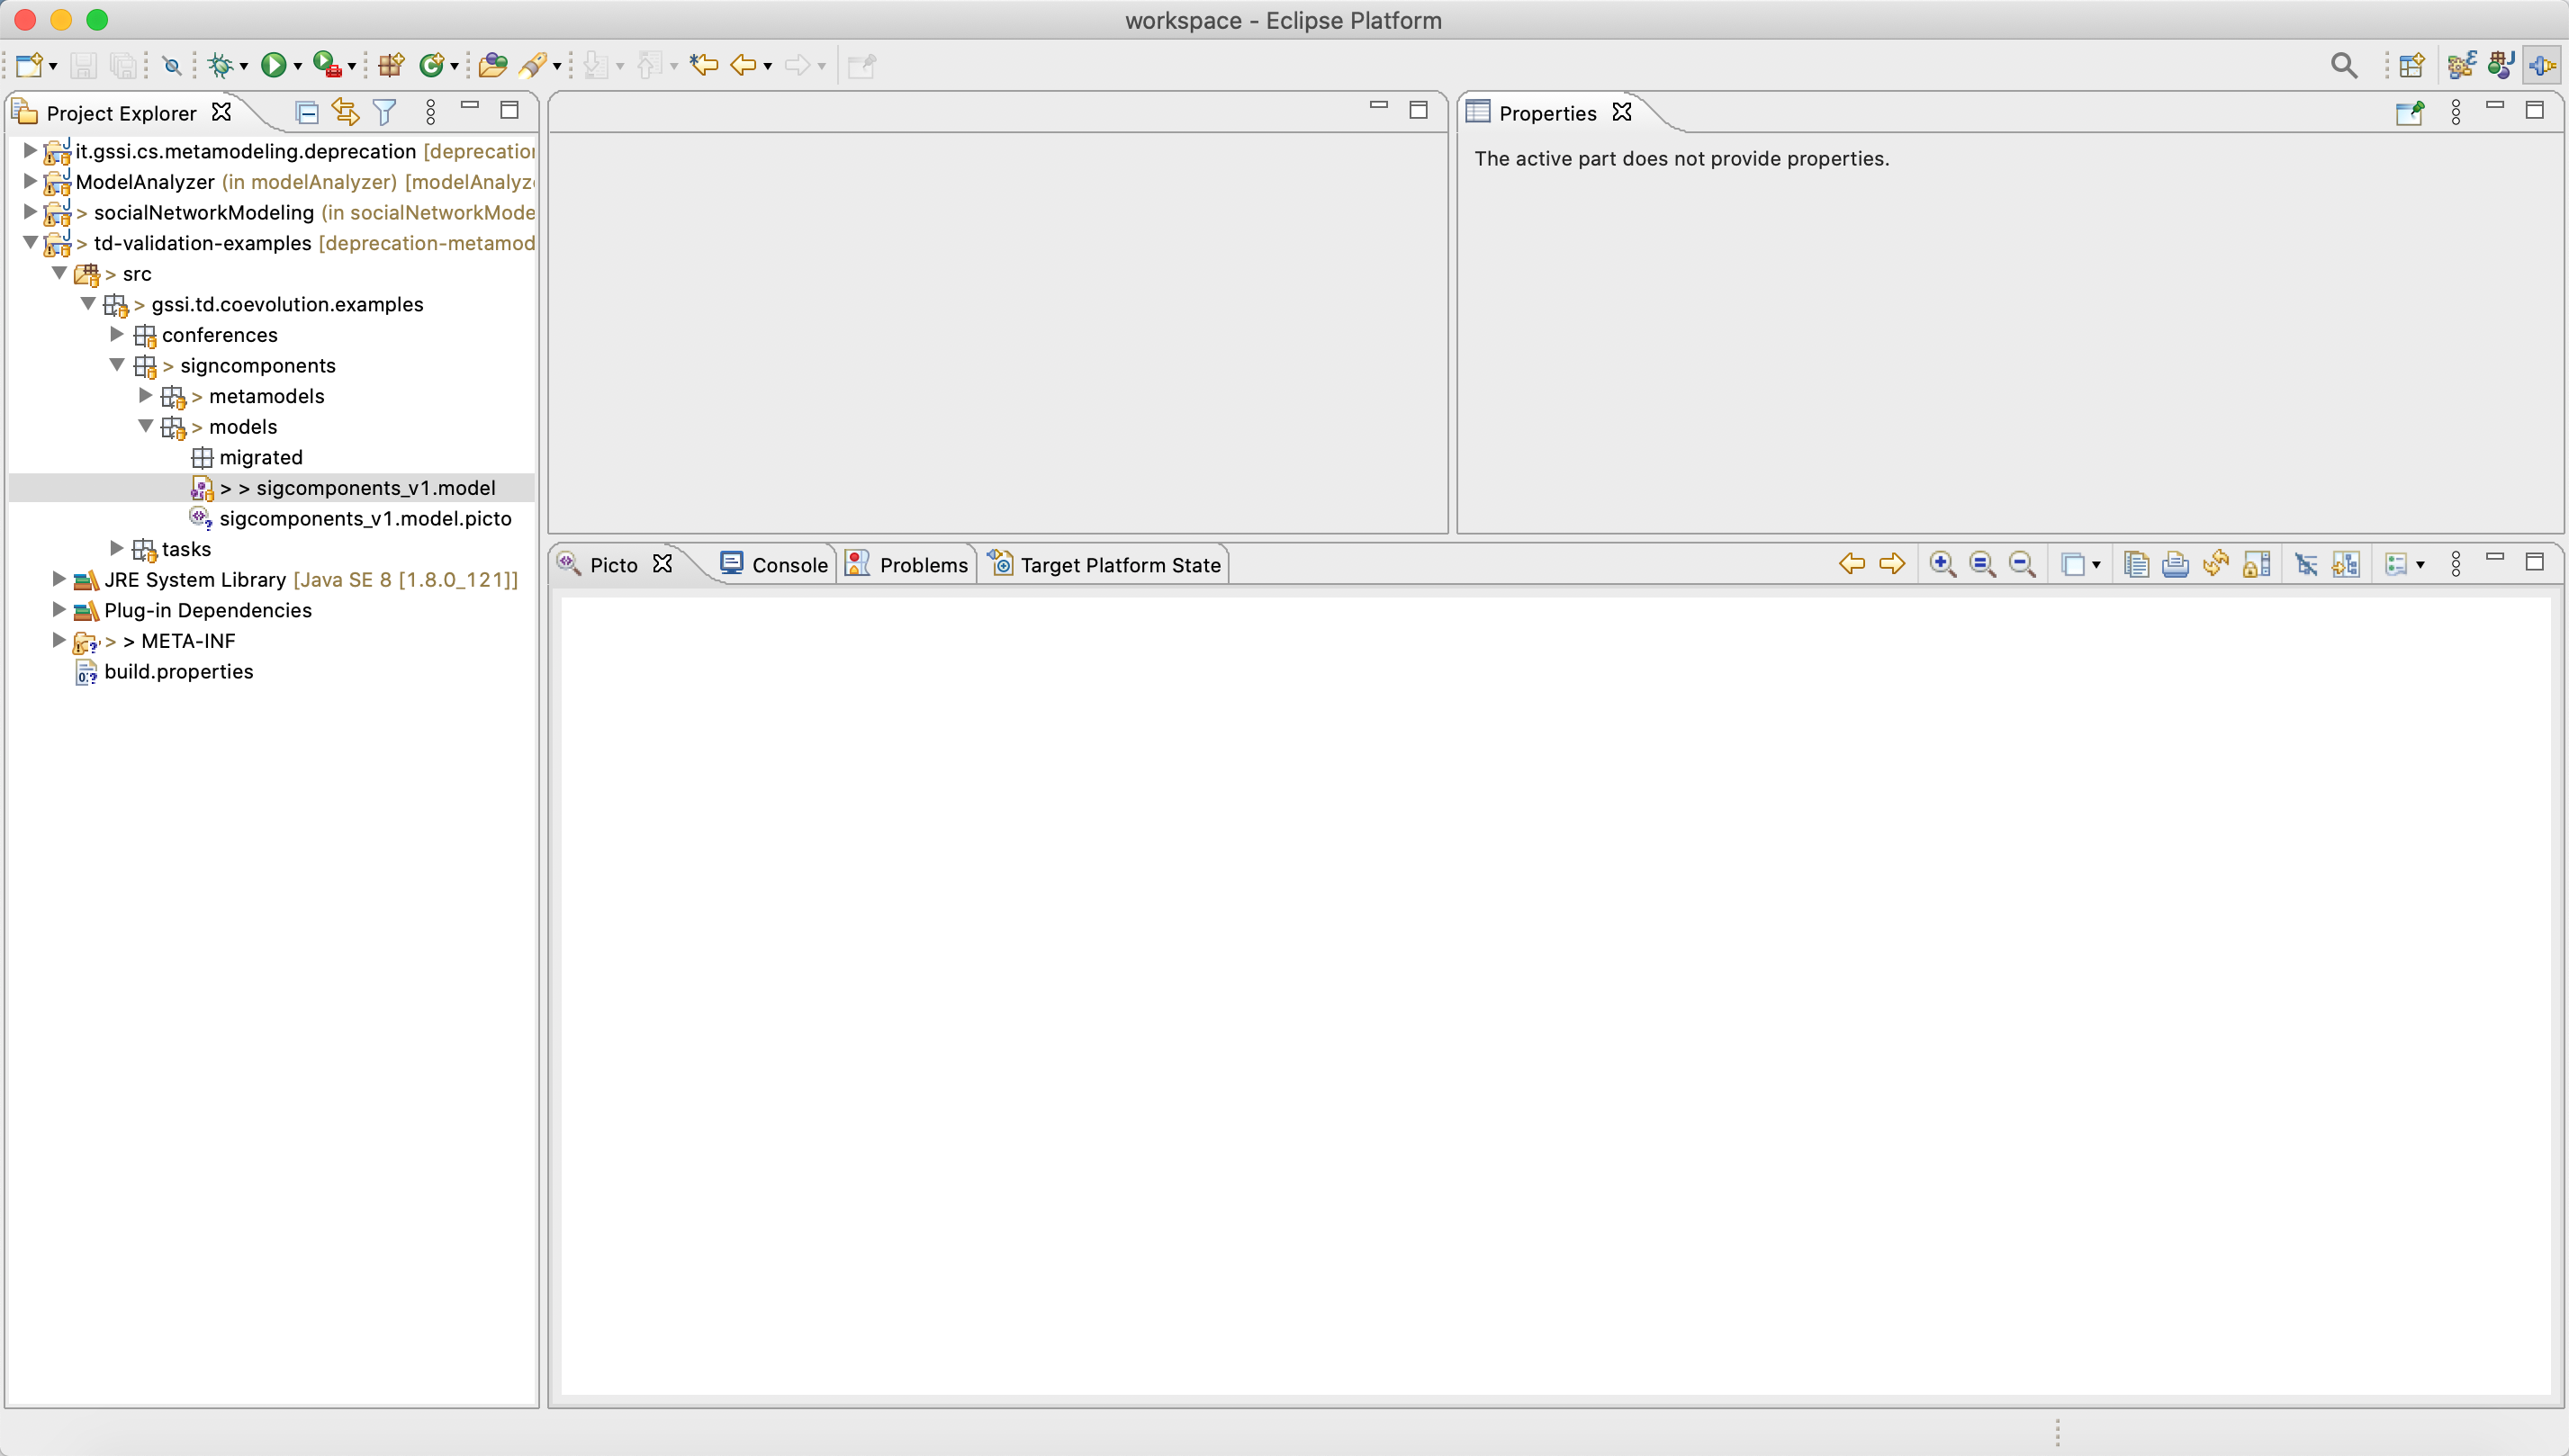 workspace - Eclipse Platform
Project Explorer
it.gssi.cs.metamodeling.deprecation [deprecation
ModelAnalyzer (in modelAnalyzer) [modelAnalyz
> socialNetworkModeling (in socialNetworkMode
> td-validation-examples [deprecation-metamod
> src
> gssi.td.coevolution.examples
conferences
> signcomponents
> metamodels
> models
migrated
> > sigcomponents_v1.model
sigcomponents_v1.model.picto
tasks
JRE System Library [Java SE 8 [1.8.0_121]]
Plug-in Dependencies
> > META-INF
build.properties
Properties
The active part does not provide properties.
Picto Console Problems Target Platform State